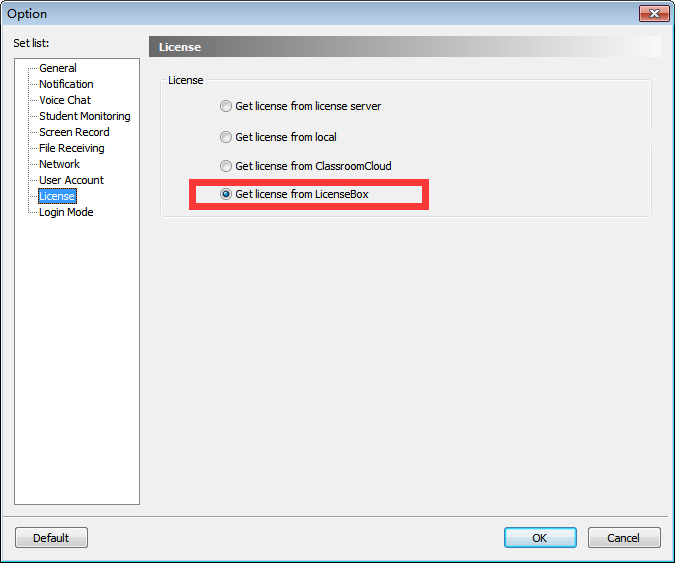 Option
Set list:
General
Notification
Voice Chat
Student Monitoring
Screen Record
File Receiving
Network
User Account
License
Login Mode
License
License
Get license from license server
Get license from local
Get license from ClassroomCloud
Get license from LicenseBox
Default
OK
Cancel